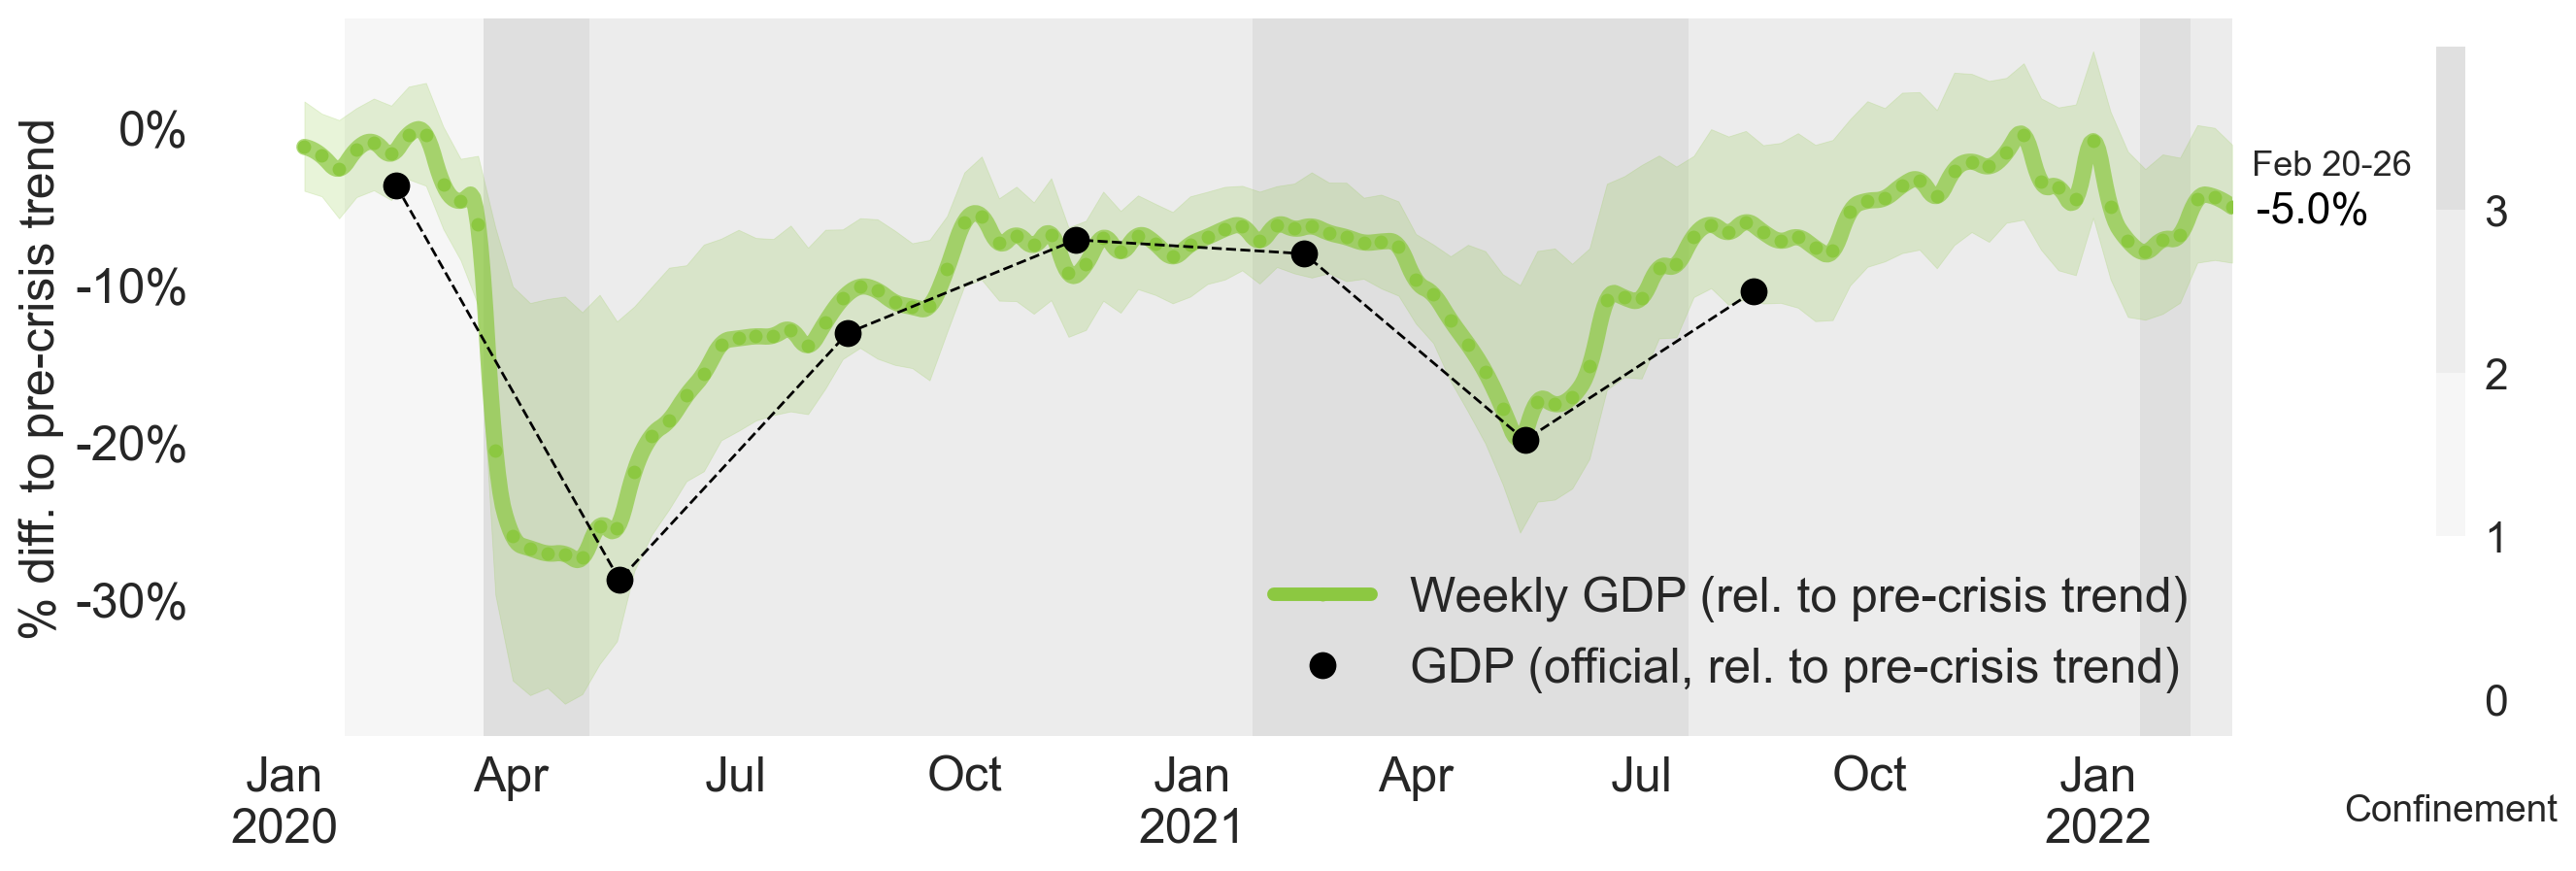 % diff. to pre-crisis trend
0%
-10%
-20%
-30%
Feb 20-26
-5.0%
Weekly GDP (rel. to pre-crisis trend)
GDP (official, rel. to pre-crisis trend)
Jan
2020
Apr
Jul
Oct
Jan
2021
Apr
Jul
Oct
Jan
2022
3
2
1
0
Confinement